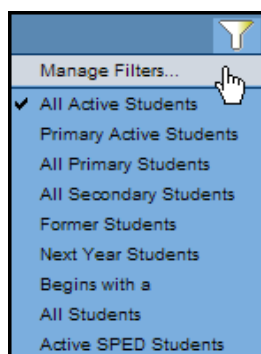 Manage Filters...
All Active Students
Primary Active Students
All Primary Students
All Secondary Students
Former Students
Next Year Students
Begins with a
All Students
Active SPED Students